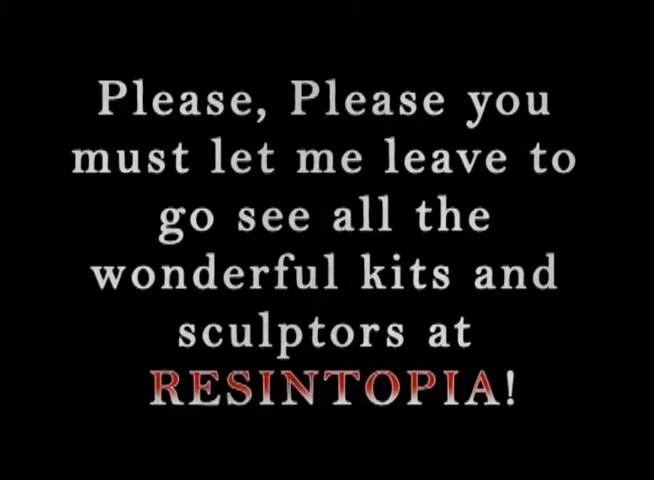 Please, Please you
must let me leave to
go see all the
wonderful kits and
sculptors at
RESINTOPIA!